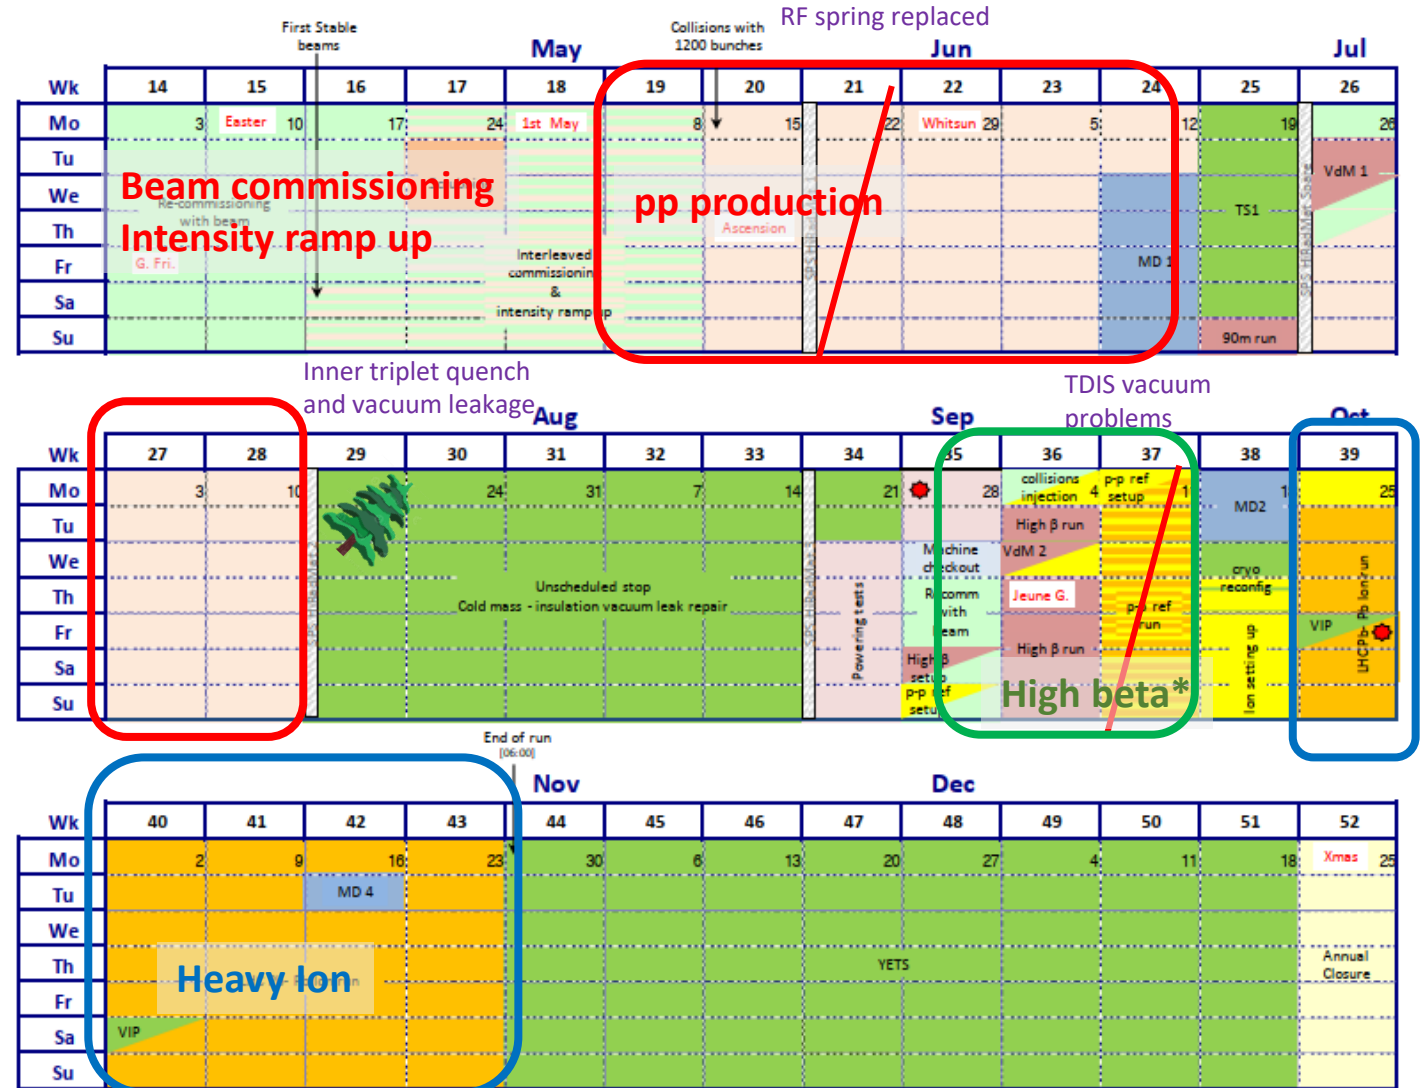 RF spring replaced
First Stable
beams
Collisions with
1200 bunches
May
Jun
Jul
Wk 14 15 16 17 18 19 20 21 22 23 24 25 26
Mo 3 Easter 10 17 24 1st May 8 15 22 Whitsun 29 5 12 19 26
Tu
We
Th
Fr
Sa
Su
Beam commissioning
Intensity ramp up
Re-commissioning
with beam
G. Fri.
Interleaved
commissioning
&
intensity ramp up
pp production
Ascension
SPS HiRadMat
MD 1
TS1
90m run
SPS HiRadMat Spare
VdM 1
Inner triplet quench
and vacuum leakage
TDIS vacuum
problems
Aug
Sep
Oct
Wk 27 28 29 30 31 32 33 34 35 36 37 38 39
Mo 3 10 24 31 7 14 21 28 4 25
Tu
We
Th
Fr
Sa
Su
SPS HiRadMat
Unscheduled stop
Cold mass - insulation vacuum leak repair
SPS HiRadMat
Powering tests
Machine
checkout
Recomm
with
beam
High β
setup
p-p ref
setup
collisions
injection
High β run
VdM 2
Jeune G.
High β run
p-p ref
setup
p-p ref
run
High beta*
MD2
cryo
reconfig
Ion setting up
VIP
LHC Pb - Pb Ion run
End of run
[06:00]
Nov
Dec
Wk 40 41 42 43 44 45 46 47 48 49 50 51 52
Mo 2 9 16 23 30 6 13 20 27 4 11 18 Xmas 25
Tu
We
Th
Fr
Sa
Su
MD 4
Heavy Ion
VIP
YETS
Annual
Closure